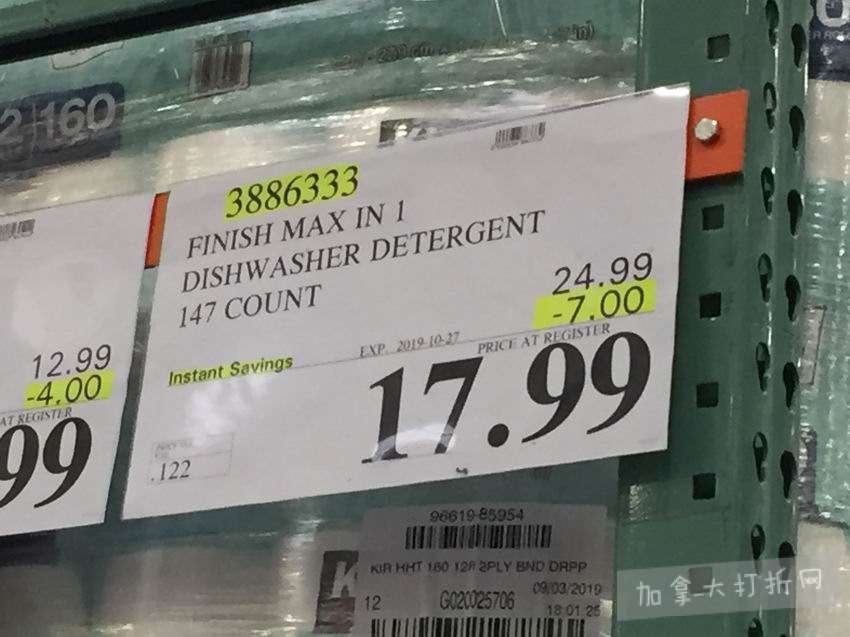 2 160
3886333
FINISH MAX IN 1
DISHWASHER DETERGENT
147 COUNT
24.99
-7.00
EXP. 2019-10-27
PRICE AT REGISTER
Instant Savings
17.99
.122
12.99
-4.00
AT REGISTER
99
96619-85954
KIR HHT 160 12R 2PLY BND DRPP
09/03/2019
12
G020025706
18:01:25
K
加拿大打折网